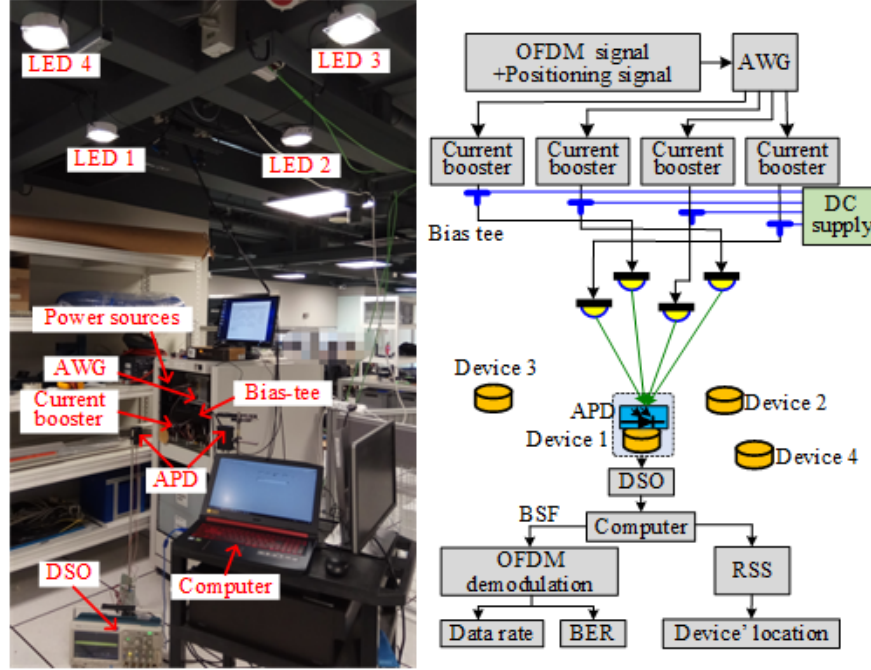 LED 4
LED 3
LED 1
LED 2
Power sources
AWG
Current
booster
Bias-tee
APD
DSO
Computer
OFDM signal
+Positioning signal
AWG
Current
booster
Current
booster
Current
booster
Current
booster
DC
supply
Bias tee
Device 3
APD
Device 1
Device 2
Device 4
DSO
BSF
Computer
OFDM
demodulation
RSS
Data rate
BER
Device' location